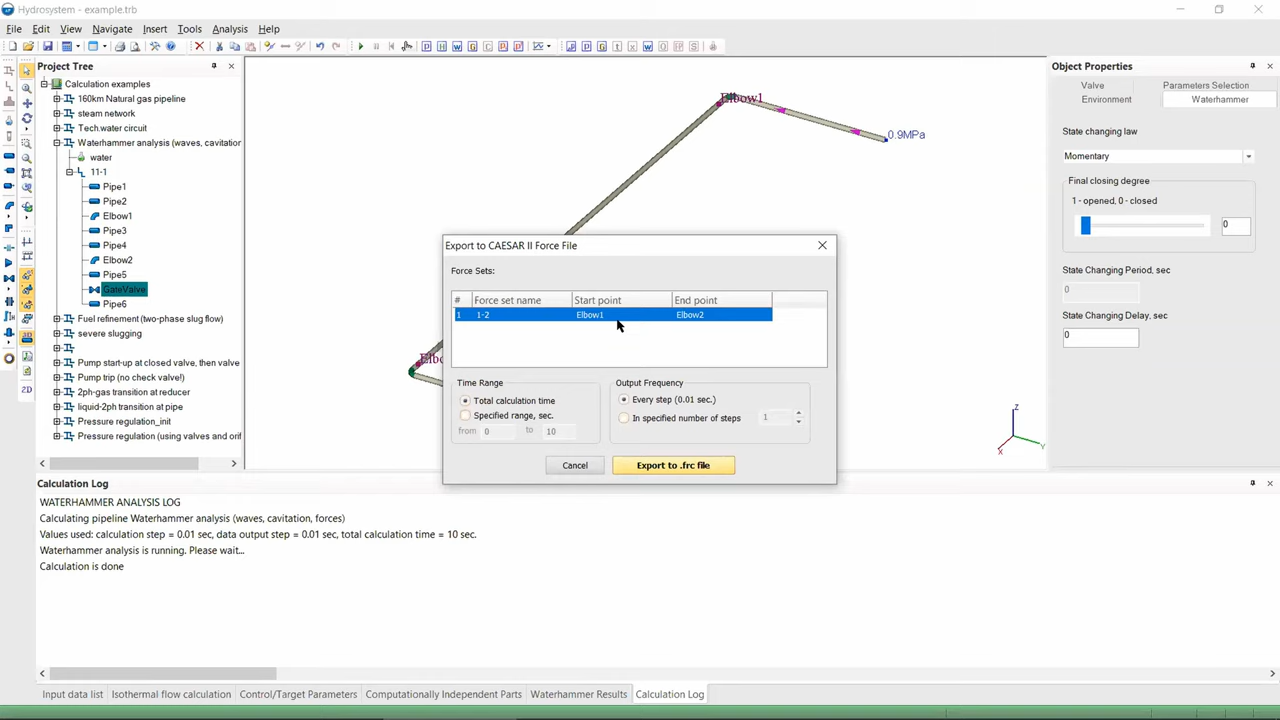 Hydrosystem - example.trb
File Edit View Navigate Insert Tools Analysis Help
Project Tree
Calculation examples
160km Natural gas pipeline
steam network
Tech.water circuit
Waterhammer analysis (waves, cavitation
water
11-1
Pipe1
Pipe2
Elbow1
Pipe3
Pipe4
Elbow2
Pipe5
GateValve
Pipe6
Fuel refinement (two-phase slug flow)
severe slugging
Pump start-up at closed valve, then valve
Pump trip (no check valve!)
2ph-gas transition at reducer
liquid-2ph transition at pipe
Pressure regulation_init
Pressure regulation (using valves and orif
2D
Elbow1
0.9MPa
Elbo
Z
Y
X
Export to CAESAR II Force File
Force Sets:
# Force set name Start point End point
1 1-2 Elbow1 Elbow2
Time Range
Total calculation time
Specified range, sec.
from 0 to 10
Output Frequency
Every step (0.01 sec.)
In specified number of steps 1
Cancel Export to .frc file
Object Properties
Valve Parameters Selection
Environment Waterhammer
State changing law
Momentary
Final closing degree
1 - opened, 0 - closed
0
State Changing Period, sec
0
State Changing Delay, sec
0
Calculation Log
WATERHAMMER ANALYSIS LOG
Calculating pipeline Waterhammer analysis (waves, cavitation, forces)
Values used: calculation step = 0.01 sec, data output step = 0.01 sec, total calculation time = 10 sec.
Waterhammer analysis is running. Please wait...
Calculation is done
Input data list Isothermal flow calculation Control/Target Parameters Computationally Independent Parts Waterhammer Results Calculation Log